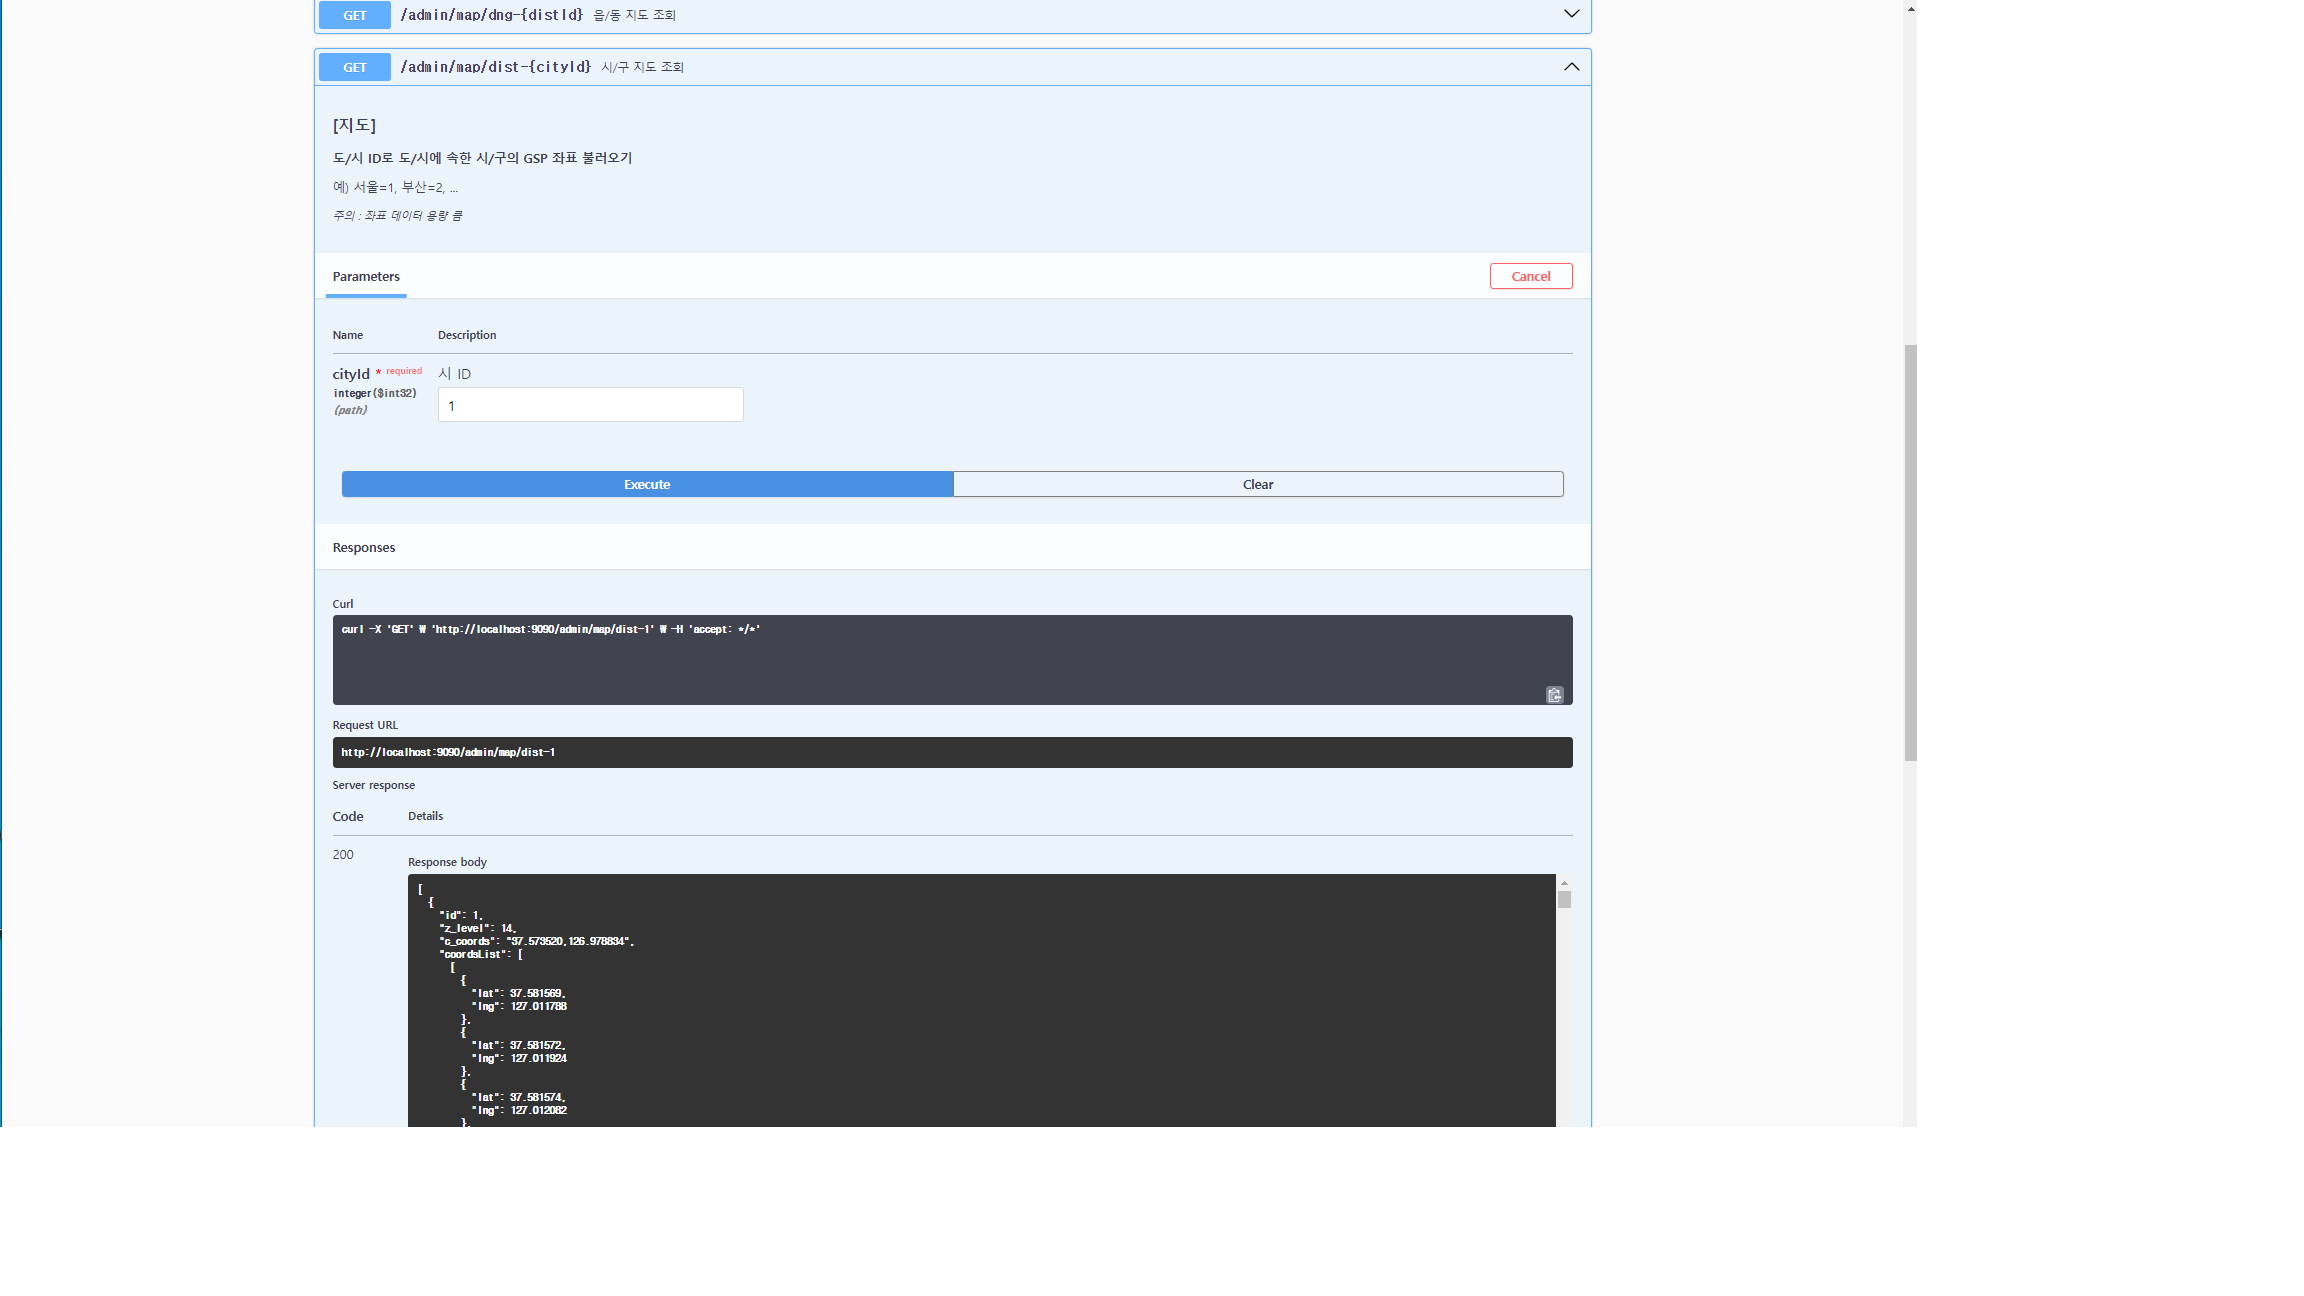 GET /admin/map/dng-{distId} 읍/동 지도 조회
GET /admin/map/dist-{cityId} 시/구 지도 조회
[지도]
도/시 ID로 도/시에 속한 시/구의 GSP 좌표 불러오기
예) 서울=1, 부산=2, ...
주의 : 좌표 데이터 용량 큼
Parameters Cancel
Name Description
cityId * required 시 ID
integer($int32)
(path)
1
Execute Clear
Responses
Curl
curl -X 'GET' ₩ 'http://localhost:9090/admin/map/dist-1' ₩ -H 'accept: */*'
Request URL
http://localhost:9090/admin/map/dist-1
Server response
Code Details
200
Response body
[
{
"id": 1,
"z_level": 14,
"c_coords": "37.573520,126.978834",
"coordsList": [
[
{
"lat": 37.581569,
"lng": 127.011788
},
{
"lat": 37.581572,
"lng": 127.011924
},
{
"lat": 37.581574,
"lng": 127.012082
},